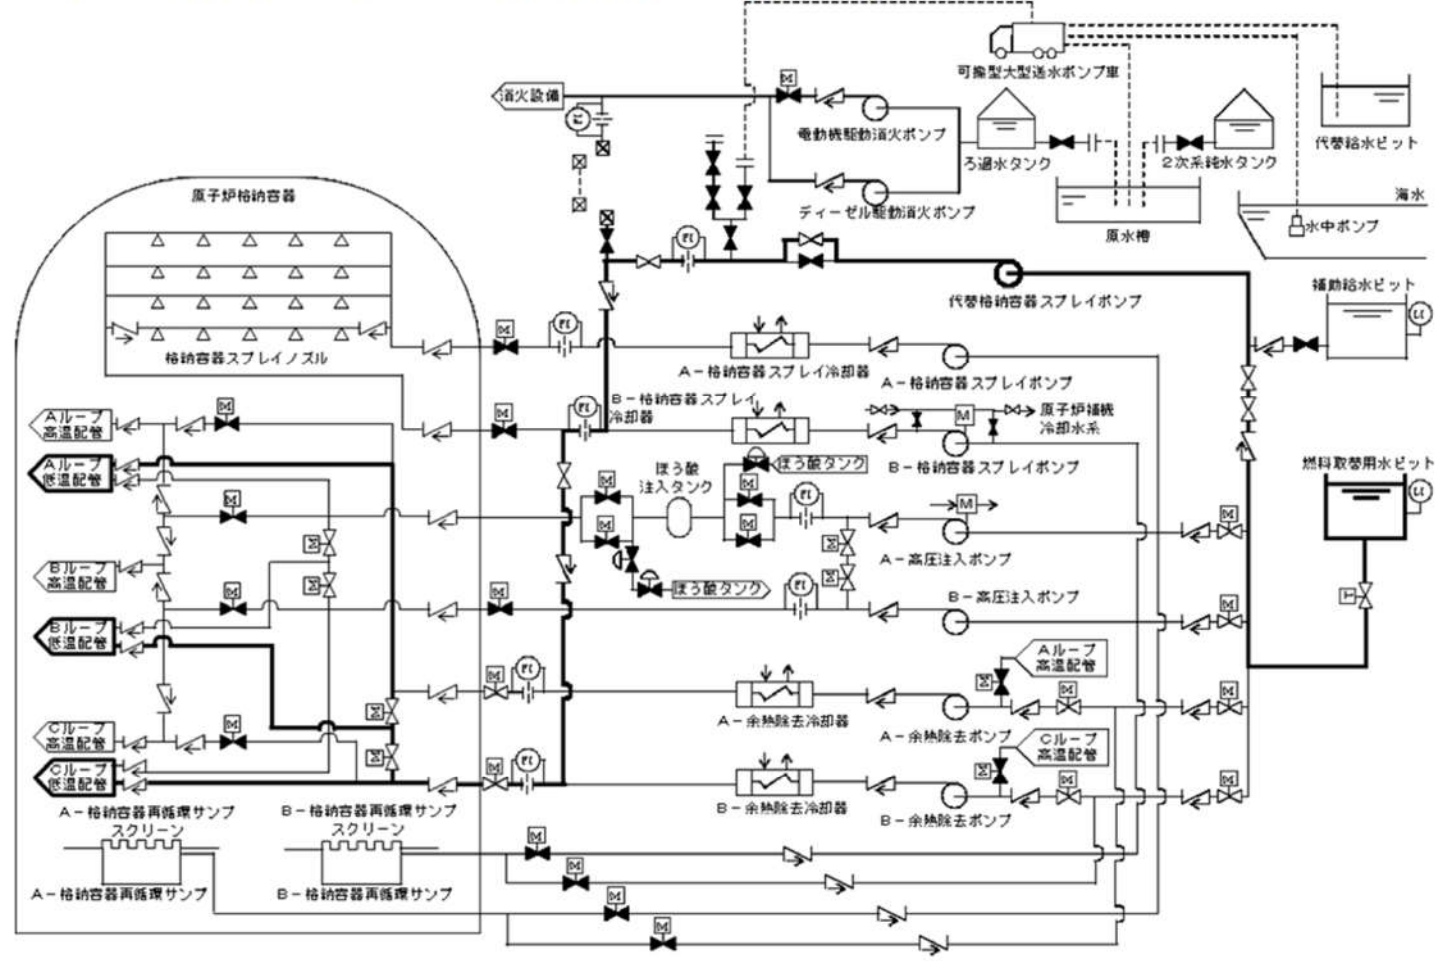 可搬型大型送水ポンプ車
消火設備
M
電動機駆動消火ポンプ
ろ過水タンク
2次系純水タンク
代替給水ピット
ディーゼル駆動消火ポンプ
原水槽
海水
水中ポンプ
原子炉格納容器
FI
代替格納容器スプレイポンプ
補助給水ピット
LI
格納容器スプレイノズル
M
FI
A－格納容器スプレイ冷却器
A－格納容器スプレイポンプ
Aループ
高温配管
M
M
FI
B－格納容器スプレイ
冷却器
M
原子炉補機
冷却水系
B－格納容器スプレイポンプ
Aループ
低温配管
ほう酸
注入タンク
ほう酸タンク
燃料取替用水ピット
LI
M
M
M
M
M
FI
M
A－高圧注入ポンプ
M
M
M
Bループ
高温配管
M
M
ほう酸タンク
FI
B－高圧注入ポンプ
M
M
M
Bループ
低温配管
Aループ
高温配管
M
FI
M
M
M
M
A－余熱除去冷却器
A－余熱除去ポンプ
Cループ
高温配管
M
M
Cループ
高温配管
Cループ
低温配管
M
M
FI
M
M
M
B－余熱除去冷却器
B－余熱除去ポンプ
A－格納容器再循環サンプ
スクリーン
B－格納容器再循環サンプ
スクリーン
M
M
A－格納容器再循環サンプ
B－格納容器再循環サンプ
M
M